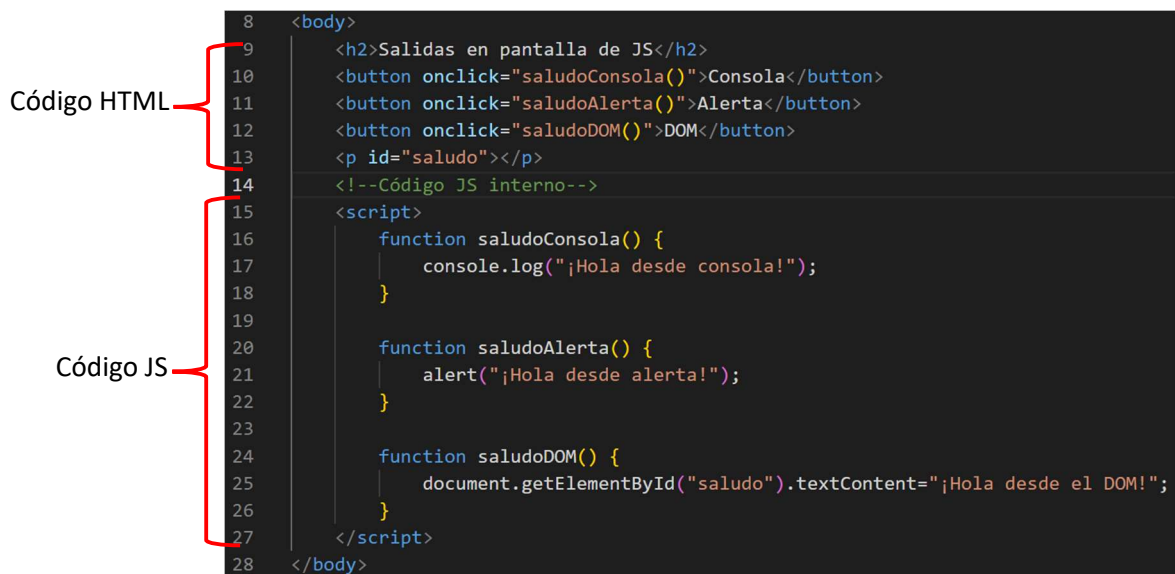 8 <body>
9 <h2>Salidas en pantalla de JS</h2>
10 <button onclick="saludoConsola()">Consola</button>
Código HTML
11 <button onclick="saludoAlerta()">Alerta</button>
12 <button onclick="saludoDOM()">DOM</button>
13 <p id="saludo"></p>
14 <!--Código JS interno-->
15 <script>
16 function saludoConsola() {
17 console.log("¡Hola desde consola!");
18 }
19
20 function saludoAlerta() {
Código JS
21 alert("¡Hola desde alerta!");
22 }
23
24 function saludoDOM() {
25 document.getElementById("saludo").textContent="¡Hola desde el DOM!";
26 }
27 </script>
28 </body>